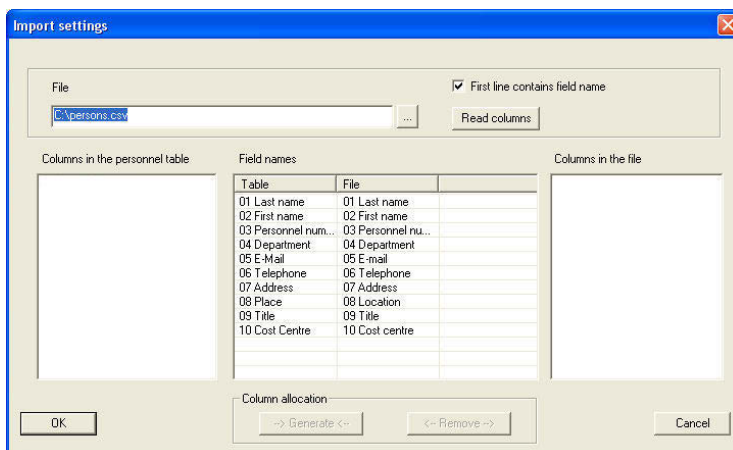 Import settings
File
First line contains field name
C:\persons.csv
...
Read columns
Columns in the personnel table
Field names
Columns in the file
Table File
01 Last name 01 Last name
02 First name 02 First name
03 Personnel num... 03 Personnel nu...
04 Department 04 Department
05 E-Mail 05 E-mail
06 Telephone 06 Telephone
07 Address 07 Address
08 Place 08 Location
09 Title 09 Title
10 Cost Centre 10 Cost centre
Column allocation
OK
--> Generate <--
<-- Remove -->
Cancel